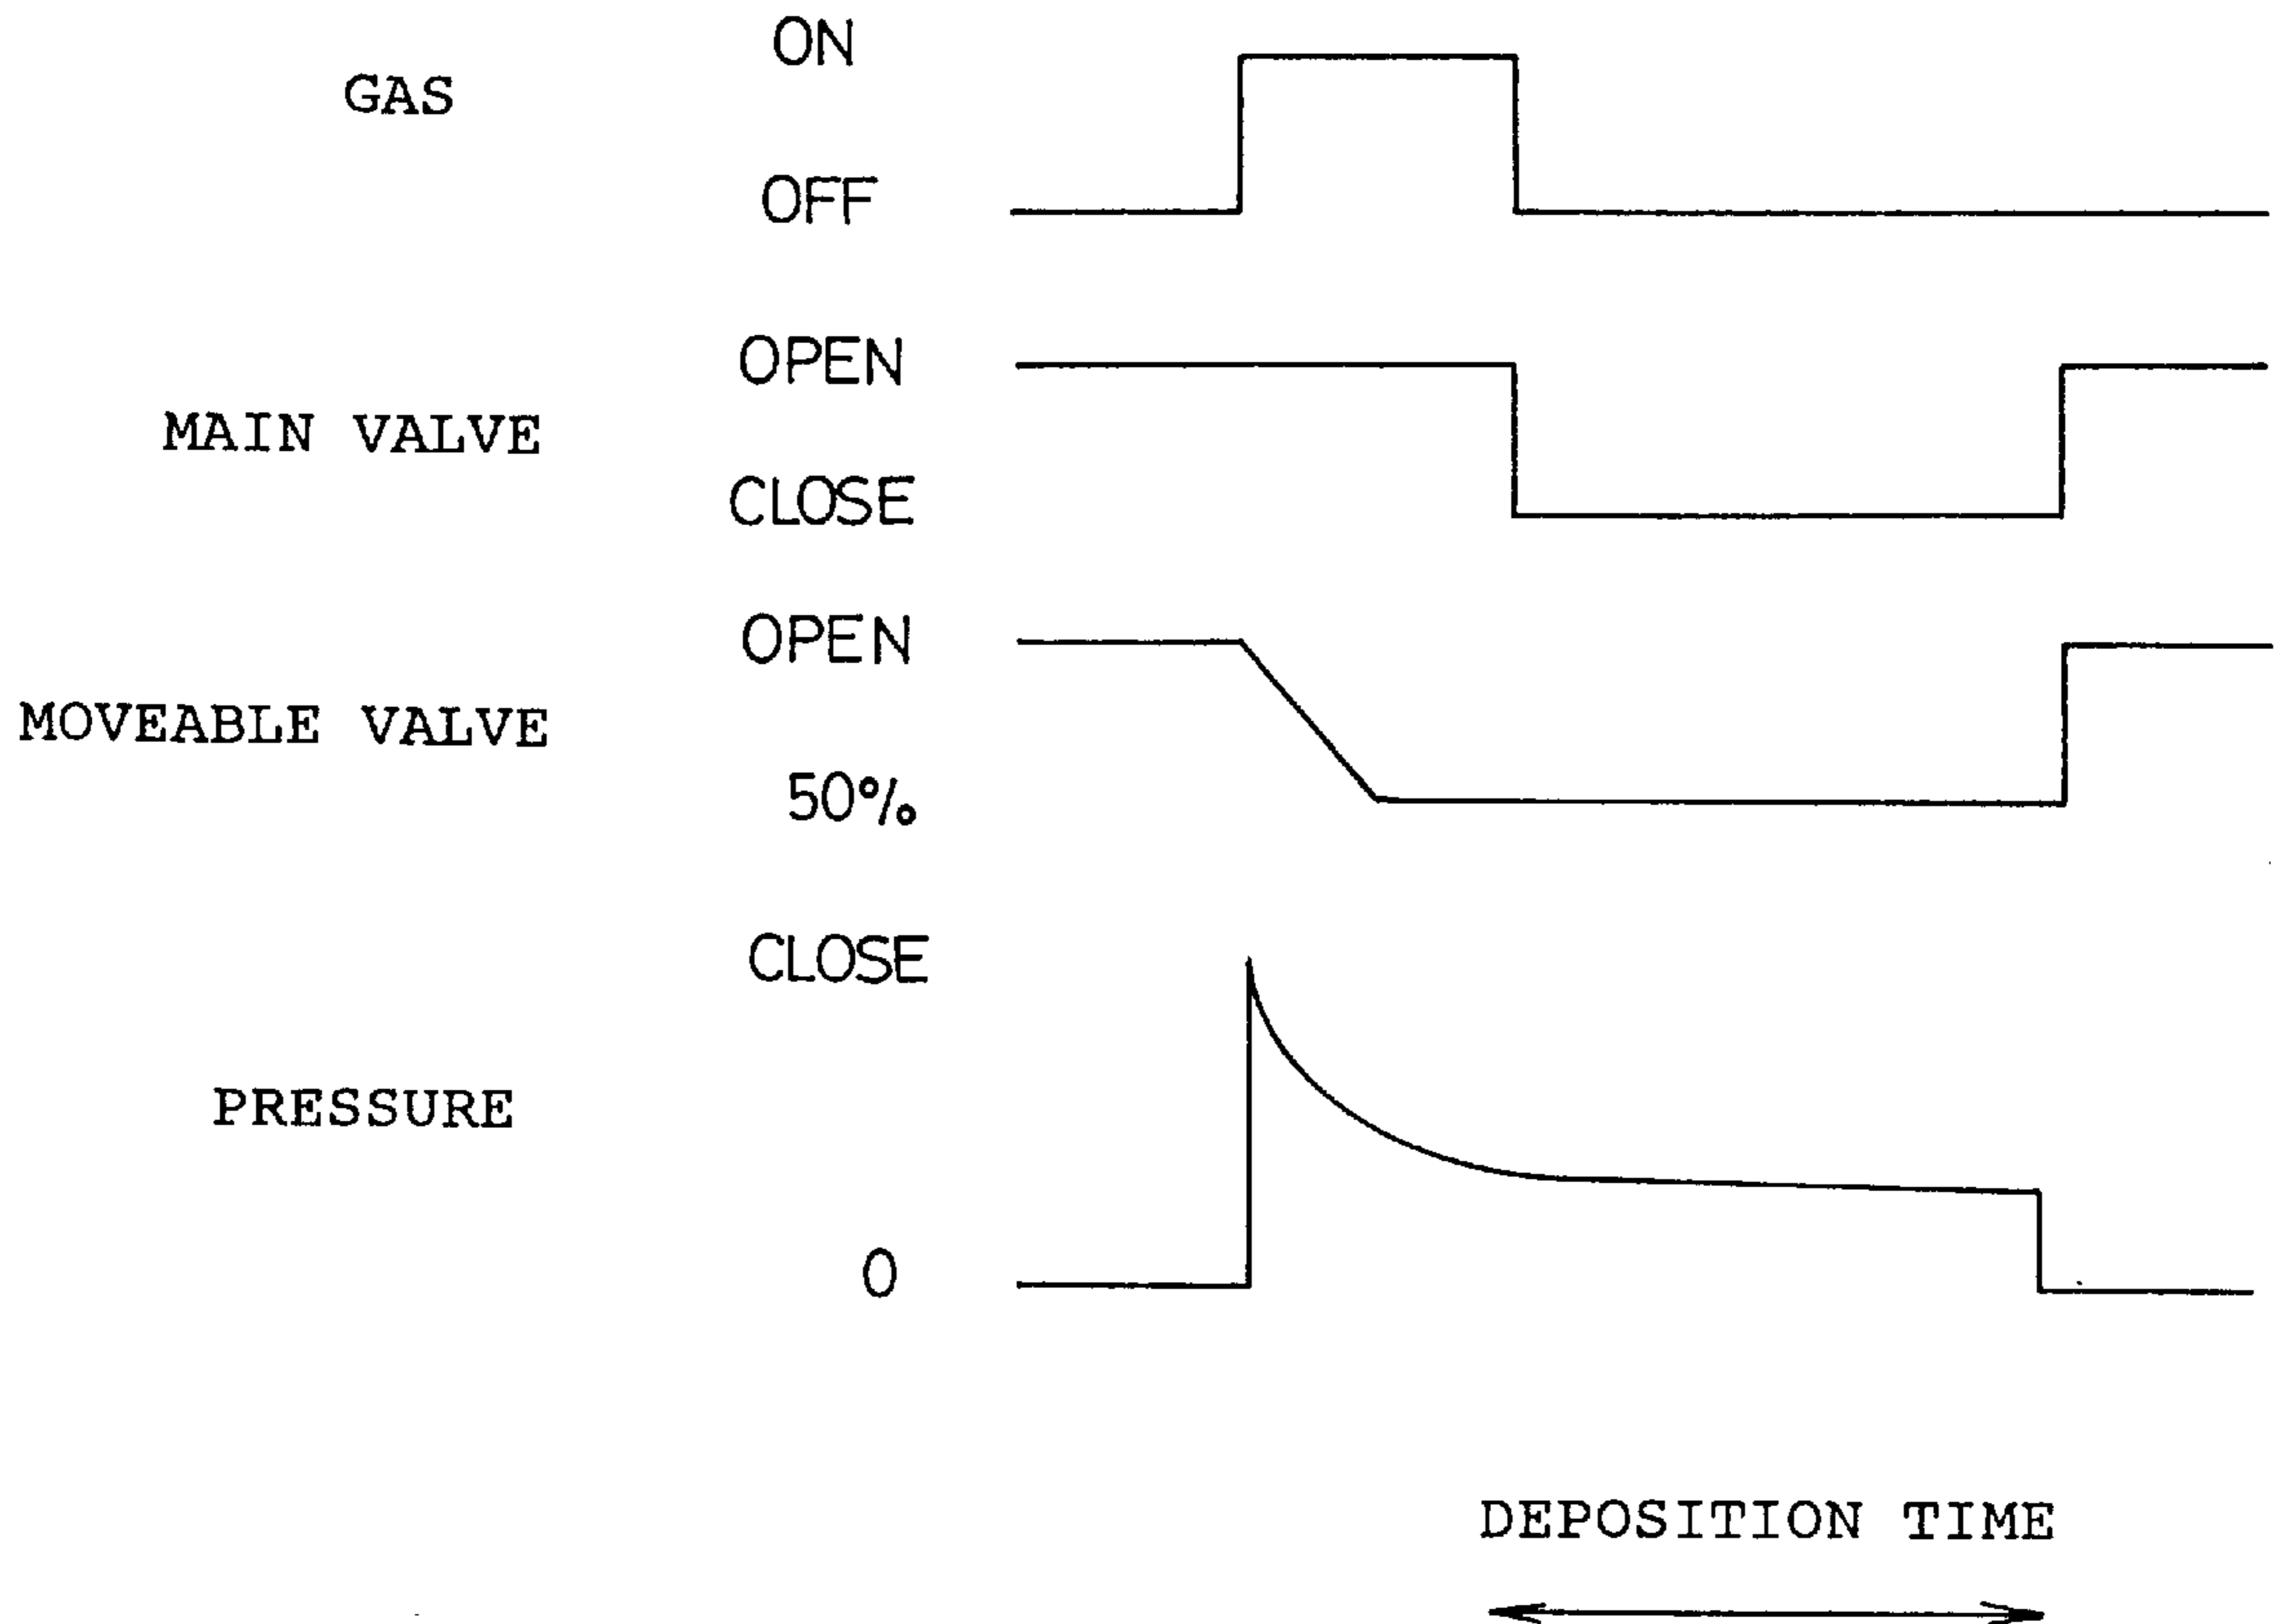 ON
GAS
OFF
OPEN
MAIN VALVE
CLOSE
OPEN
MOVEABLE VALVE
50%
CLOSE
PRESSURE
0
DEPOSITION TIME